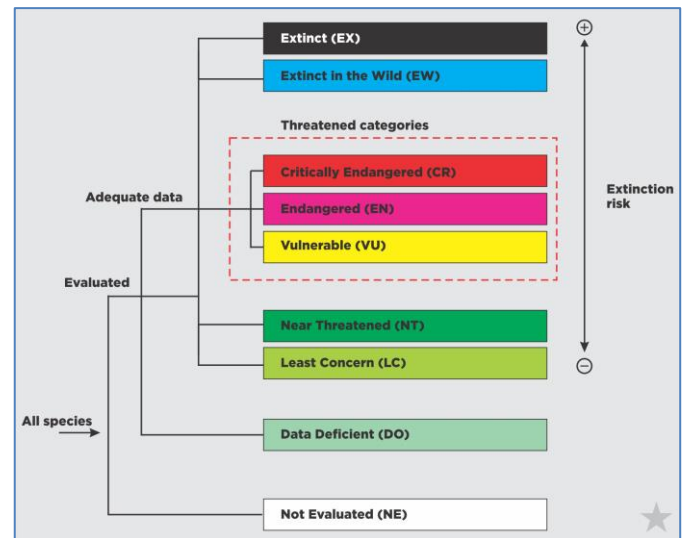 Extinct (EX)
Extinct in the Wild (EW)
Threatened categories
Critically Endangered (CR)
Adequate data
Endangered (EN)
Extinction
risk
Vulnerable (VU)
Evaluated
Near Threatened (NT)
Least Concern (LC)
All species
Data Deficient (DO)
Not Evaluated (NE)